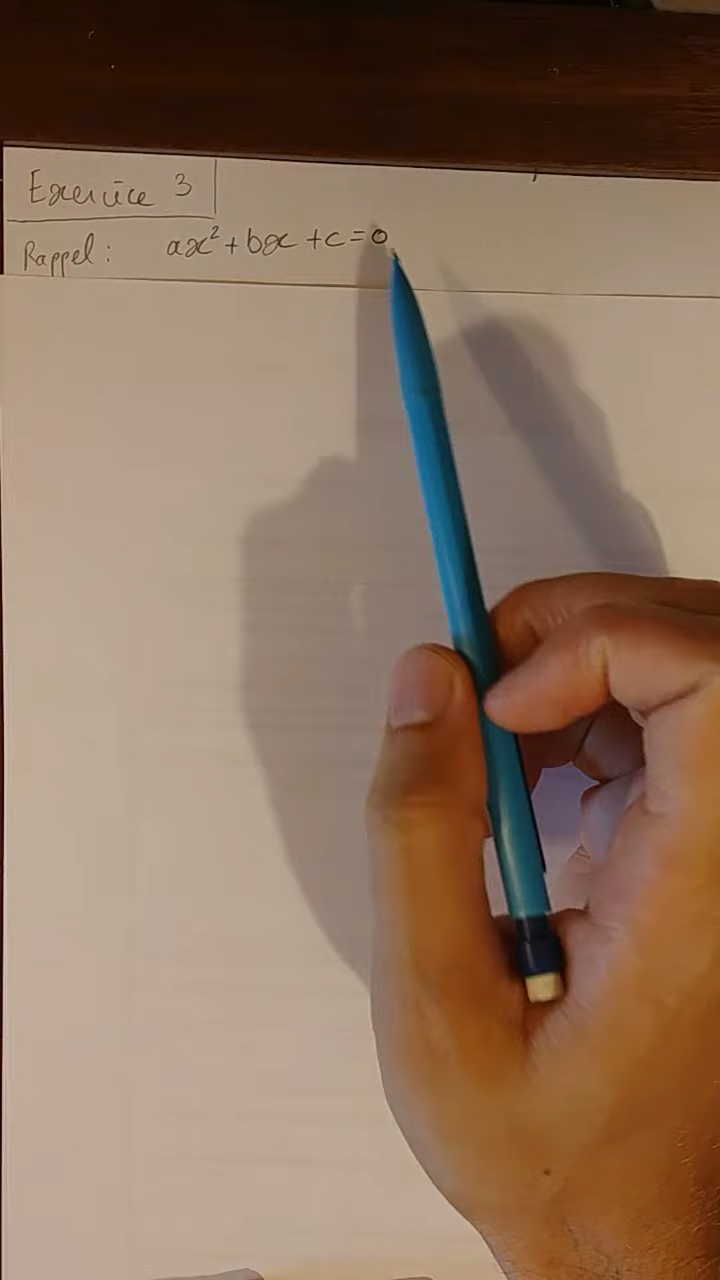 Exercice 3
Rappel : ax² + bx + c = 0